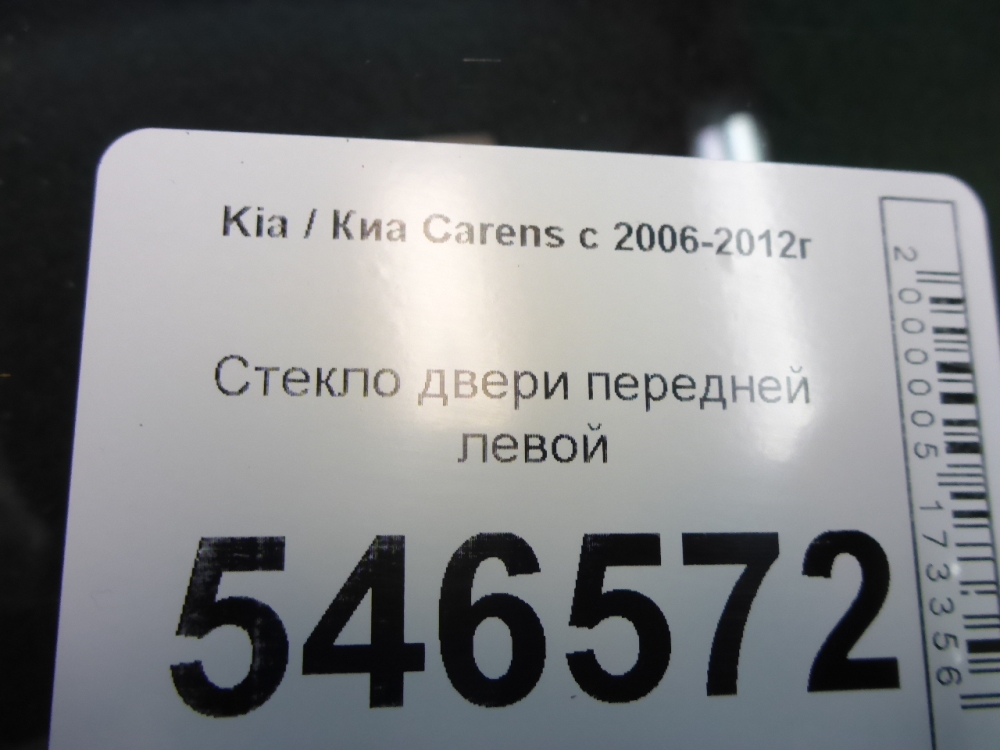 Kia / Киа Carens с 2006-2012г
Стекло двери передней
левой
546572
2000005173356